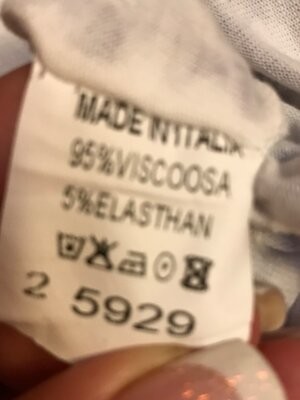 MADE IN ITALIA
95%VISCOOSA
5%ELASTHAN
2 5929